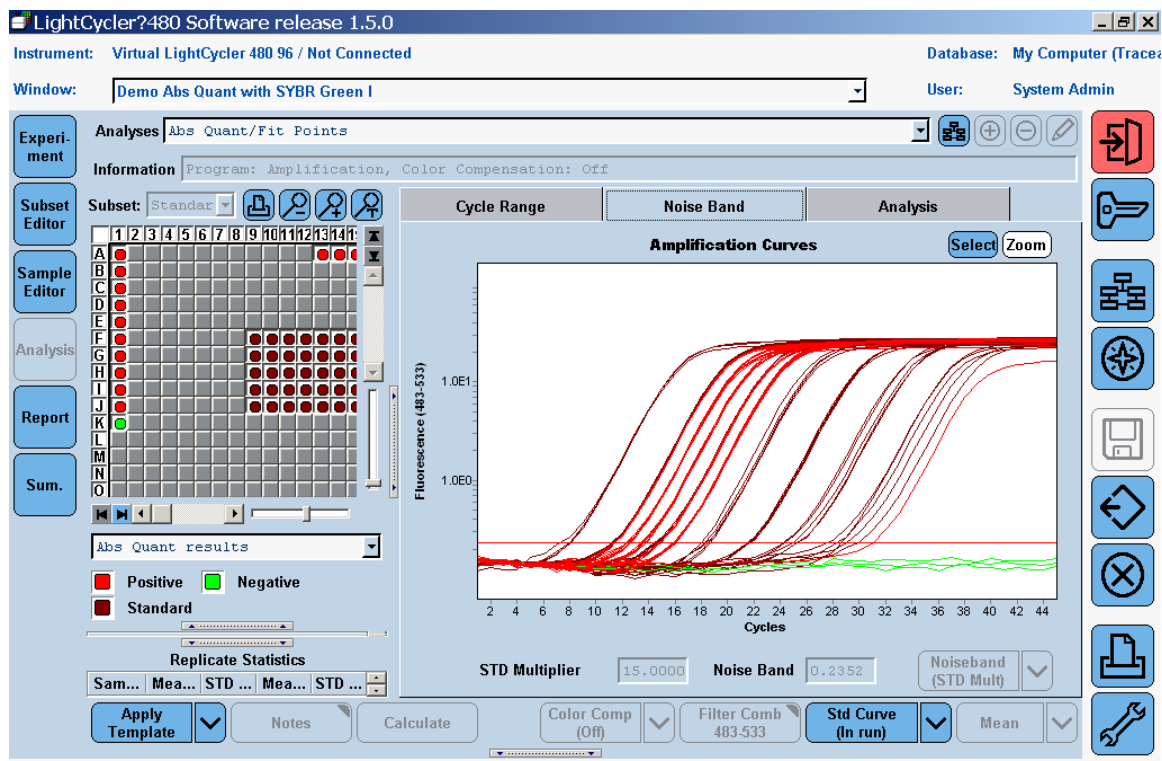 LightCycler?480 Software release 1.5.0
Instrument: Virtual LightCycler 480 96 / Not Connected Database: My Computer (Tracea
Window: Demo Abs Quant with SYBR Green I User: System Admin
Experi-
ment
Analyses Abs Quant/Fit Points
Information Program: Amplification, Color Compensation: Off
Subset
Editor
Subset: Standar
Cycle Range Noise Band Analysis
1 2 3 4 5 6 7 8 9 10 11 12 13 14 1
Amplification Curves Select Zoom
A
B
C
D
E
F
G
H
I
J
K
L
M
N
O
Sample
Editor
Analysis
Report
Sum.
Fluorescence (483-533)
1.0E1
1.0E0
2 4 6 8 10 12 14 16 18 20 22 24 26 28 30 32 34 36 38 40 42 44
Cycles
Abs Quant results
Positive Negative
Standard
Replicate Statistics
Sam... Mea... STD ... Mea... STD ...
STD Multiplier 15.0000 Noise Band 0.2352 Noiseband
(STD Mult)
Apply
Template
Notes
Calculate
Color Comp
(Off)
Filter Comb
483-533
Std Curve
(In run)
Mean